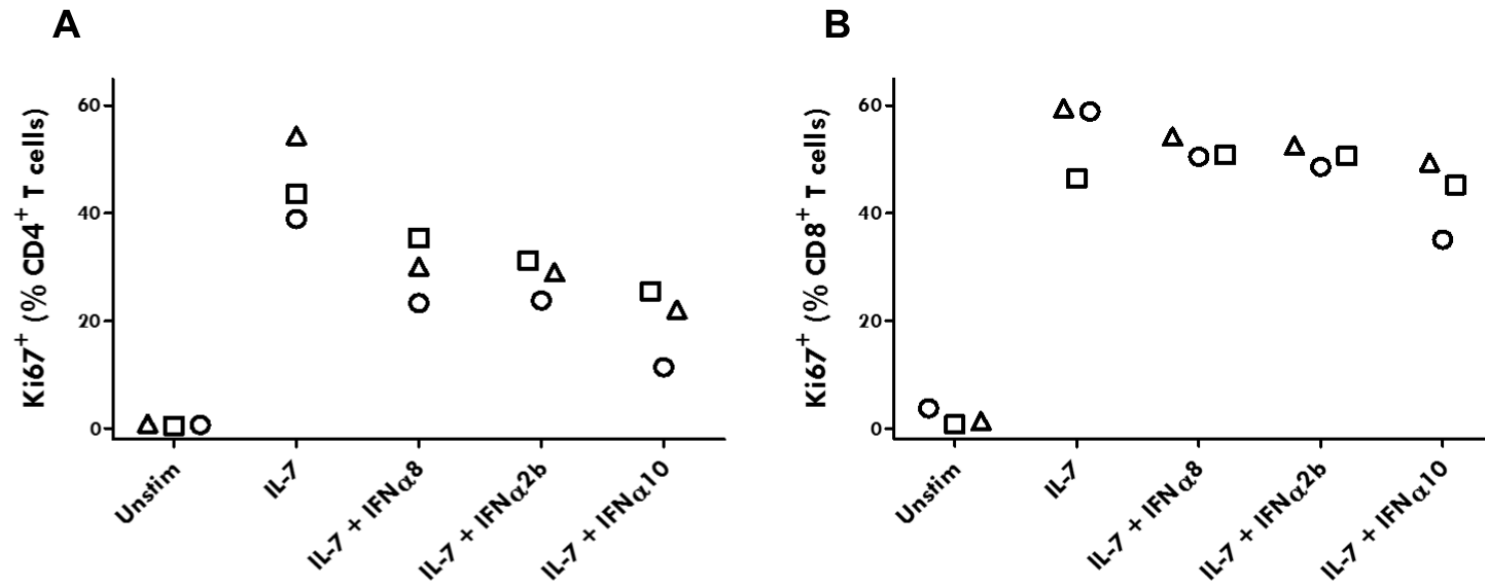 A
Ki67⁺ (% CD4⁺ T cells)
60
40
20
0
Unstim
IL-7
IL-7 + IFNα8
IL-7 + IFNα2b
IL-7 + IFNα10
B
Ki67⁺ (% CD8⁺ T cells)
60
40
20
0
Unstim
IL-7
IL-7 + IFNα8
IL-7 + IFNα2b
IL-7 + IFNα10